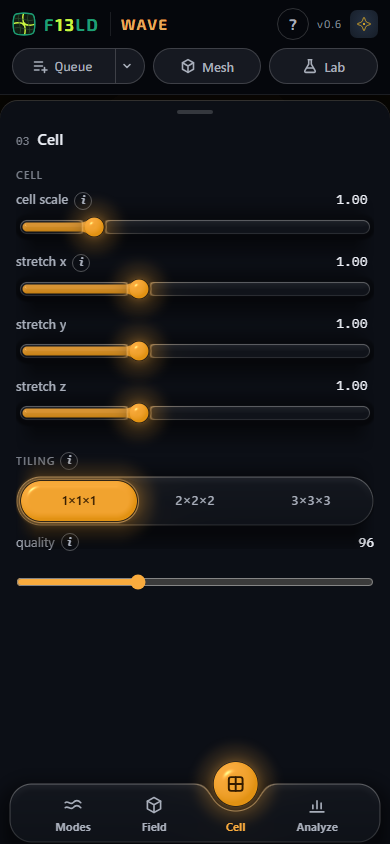 F13LD WAVE ? v0.6
Queue Mesh Lab
03 Cell
CELL
cell scale i 1.00
stretch x i 1.00
stretch y 1.00
stretch z 1.00
TILING i
1×1×1 2×2×2 3×3×3
quality i 96
Modes Field Cell Analyze